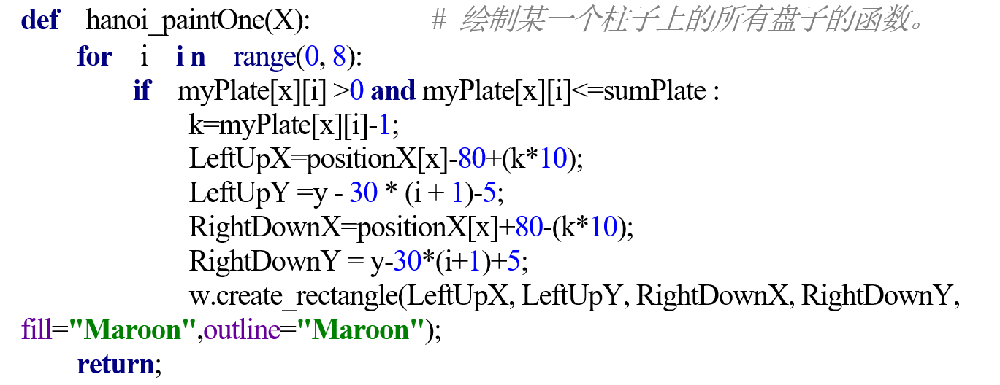 def hanoi_paintOne(X): # 绘制某一个柱子上的所有盘子的函数。
for i in range(0, 8):
if myPlate[x][i] >0 and myPlate[x][i]<=sumPlate :
k=myPlate[x][i]-1;
LeftUpX=positionX[x]-80+(k*10);
LeftUpY =y - 30 * (i + 1)-5;
RightDownX=positionX[x]+80-(k*10);
RightDownY = y-30*(i+1)+5;
w.create_rectangle(LeftUpX, LeftUpY, RightDownX, RightDownY,
fill="Maroon",outline="Maroon");
return;